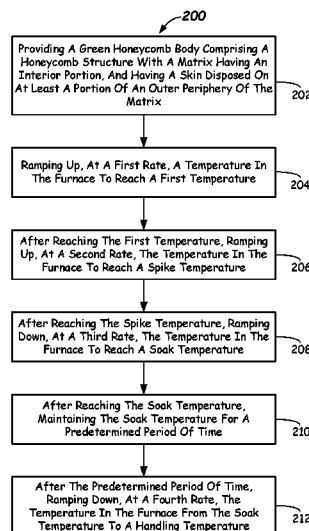 200
Providing A Green Honeycomb Body Comprising A
Honeycomb Structure With A Matrix Having An
Interior Portion, And Having A Skin Disposed On
At Least A Portion Of An Outer Periphery Of The
Matrix
202
Ramping Up, At A First Rate, A Temperature In
The Furnace To Reach A First Temperature
204
After Reaching The First Temperature, Ramping
Up, At A Second Rate, The Temperature In The
Furnace To Reach A Spike Temperature
206
After Reaching The Spike Temperature, Ramping
Down, At A Third Rate, The Temperature In The
Furnace To Reach A Soak Temperature
208
After Reaching The Soak Temperature,
Maintaining The Soak Temperature For A
Predetermined Period Of Time
210
After The Predetermined Period Of Time,
Ramping Down, At A Fourth Rate, The
Temperature In The Furnace From The Soak
Temperature To A Handling Temperature
212